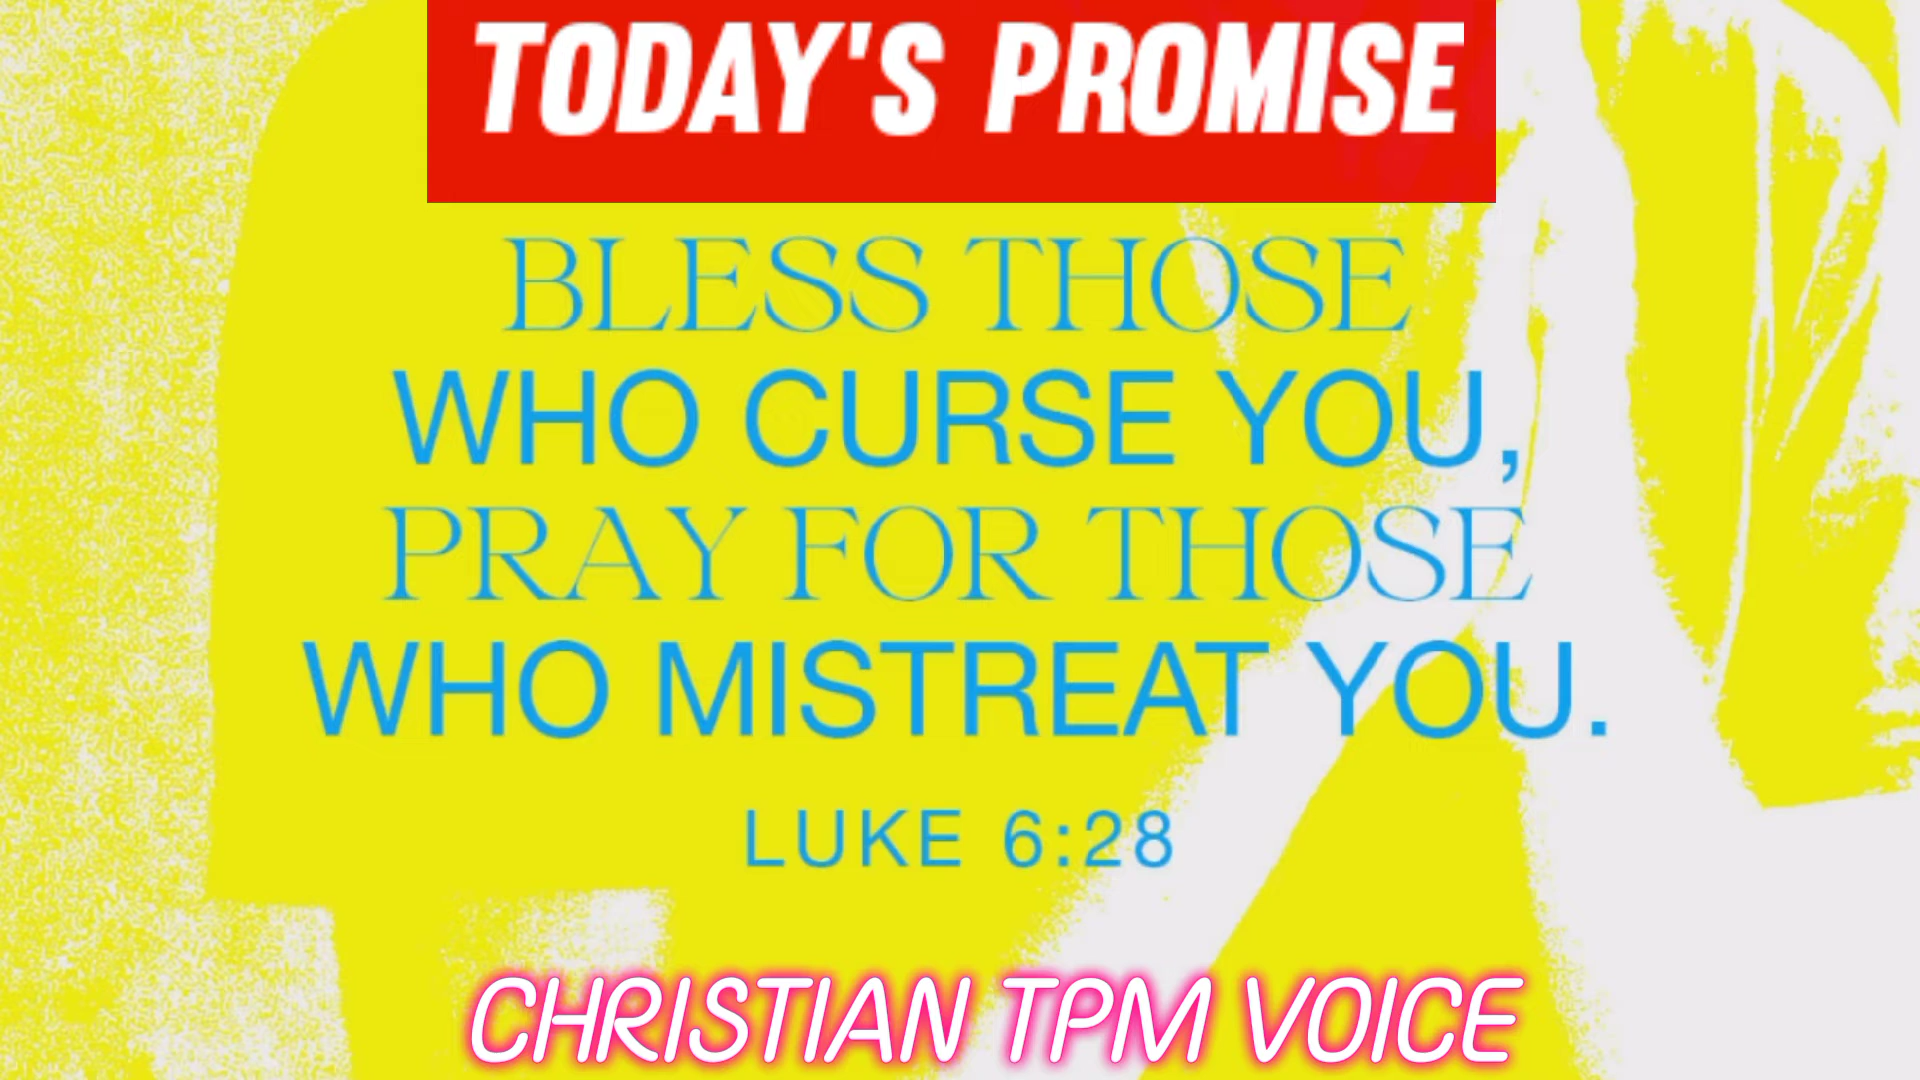 TODAY'S PROMISE
BLESS THOSE
WHO CURSE YOU,
PRAY FOR THOSE
WHO MISTREAT YOU.
LUKE 6:28
CHRISTIAN TPM VOICE